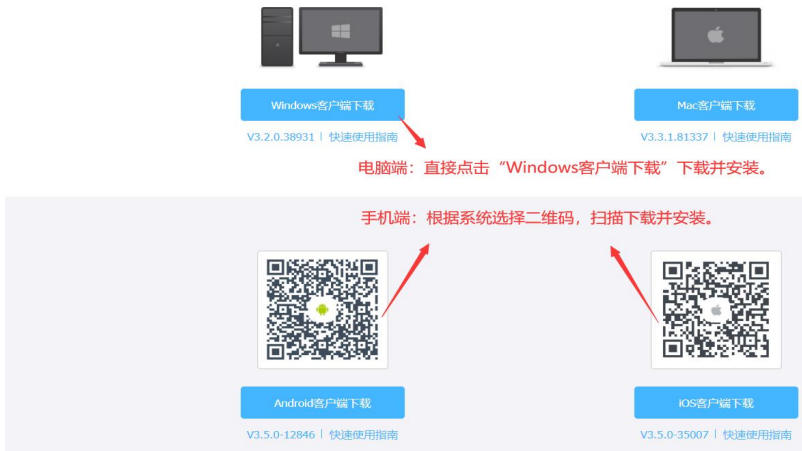 Windows客户端下载
Mac客户端下载
V3.2.0.38931 | 快速使用指南
V3.3.1.81337 | 快速使用指南
电脑端：直接点击“Windows客户端下载”下载并安装。
手机端：根据系统选择二维码，扫描下载并安装。
Android客户端下载
iOS客户端下载
V3.5.0-12846 | 快速使用指南
V3.5.0-35007 | 快速使用指南